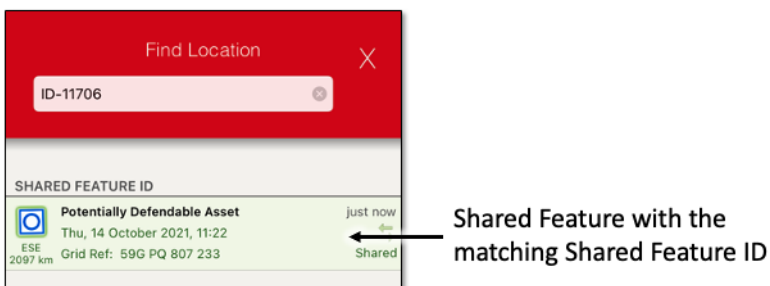 Find Location
X
ID-11706
SHARED FEATURE ID
Potentially Defendable Asset
just now
Thu, 14 October 2021, 11:22
ESE
2097 km
Grid Ref: 59G PQ 807 233
Shared
Shared Feature with the
matching Shared Feature ID